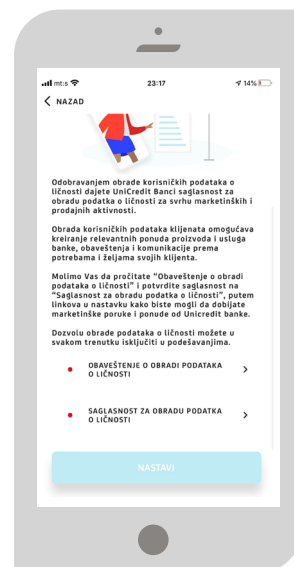 mt:s
23:17
14%
NAZAD
Odobravanjem obrade korisničkih podataka o
ličnosti dajete UniCredit Banci saglasnost za
obradu podatka o ličnosti za svrhu marketinških i
prodajnih aktivnosti.
Obrada korisničkih podataka klijenata omogućava
kreiranje relevantnih ponuda proizvoda i usluga
banke, obaveštenja i komunikacije prema
potrebama i željama svojih klijenta.
Molimo Vas da pročitate “Obaveštenje o obradi
podataka o ličnosti” i potvrdite saglasnost na
“Saglasnost za obradu podatka o ličnosti”, putem
linkova u nastavku kako biste mogli da dobijate
marketinške poruke i ponude od Unicredit banke.
Dozvolu obrade podataka o ličnosti možete u
svakom trenutku isključiti u podešavanjima.
OBAVEŠTENJE O OBRADI PODATAKA
O LIČNOSTI
SAGLASNOST ZA OBRADU PODATKA
O LIČNOSTI
NASTAVI